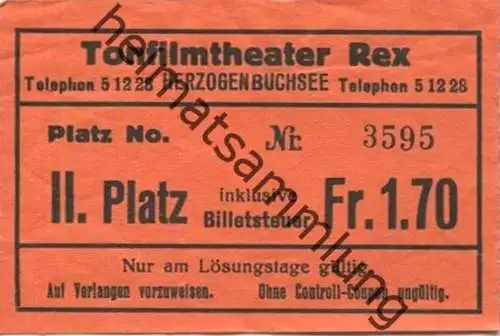 Tonfilmtheater Rex
Telephon 5 12 28 HERZOGENBUCHSEE Telephon 5 12 28
Platz No. Nr. 3595
II. Platz inklusive Billetsteuer Fr. 1.70
Nur am Lösungstage gültig.
Auf Verlangen vorzuweisen. Ohne Controll-Coupon ungültig.
heimatsammlung